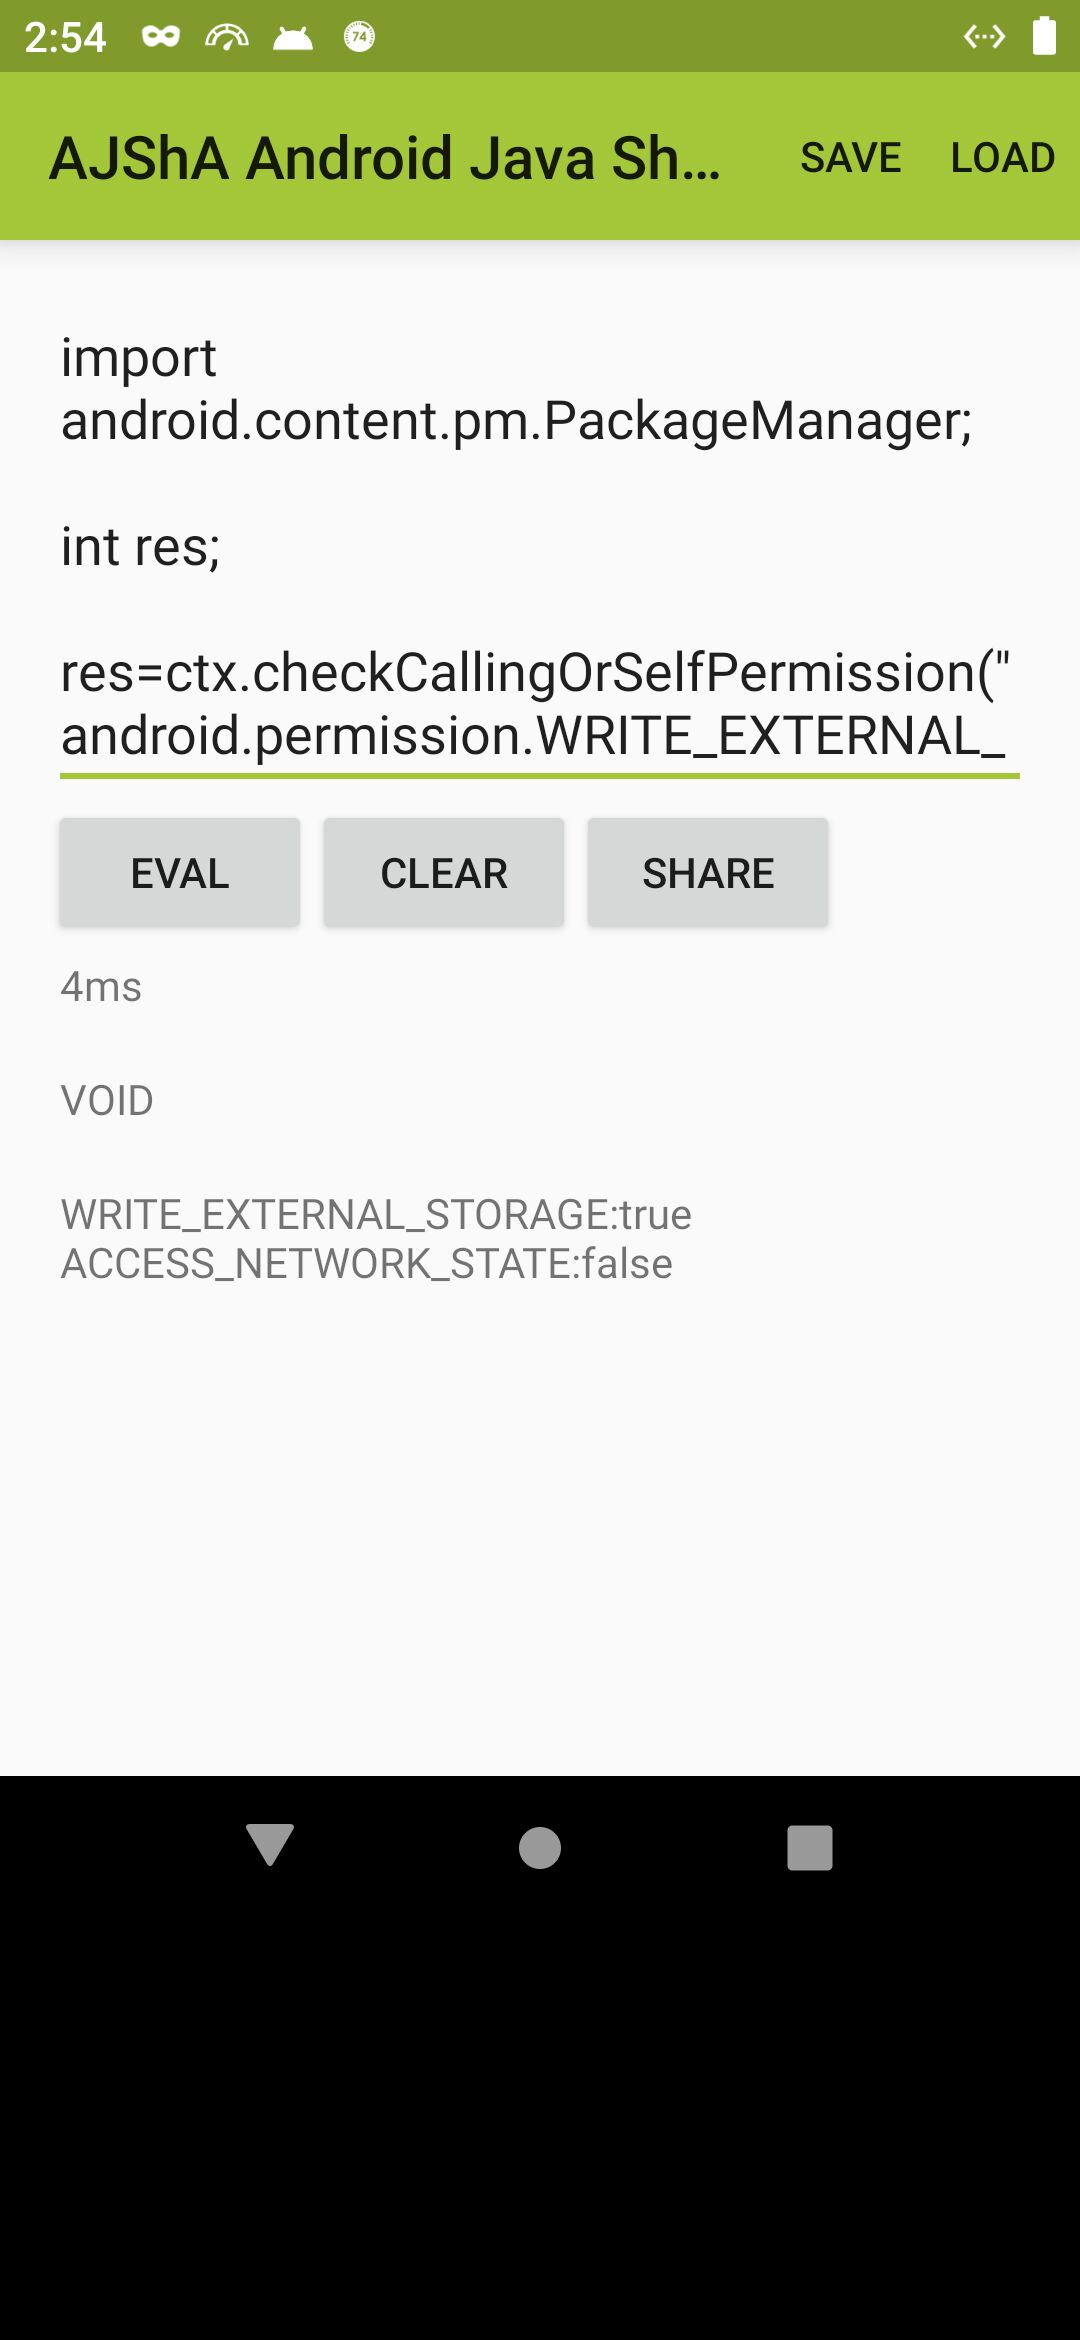 2:54
74
AJShA Android Java Sh...
SAVE
LOAD
import
android.content.pm.PackageManager;
int res;
res=ctx.checkCallingOrSelfPermission("
android.permission.WRITE_EXTERNAL_
EVAL
CLEAR
SHARE
4ms
VOID
WRITE_EXTERNAL_STORAGE:true
ACCESS_NETWORK_STATE:false